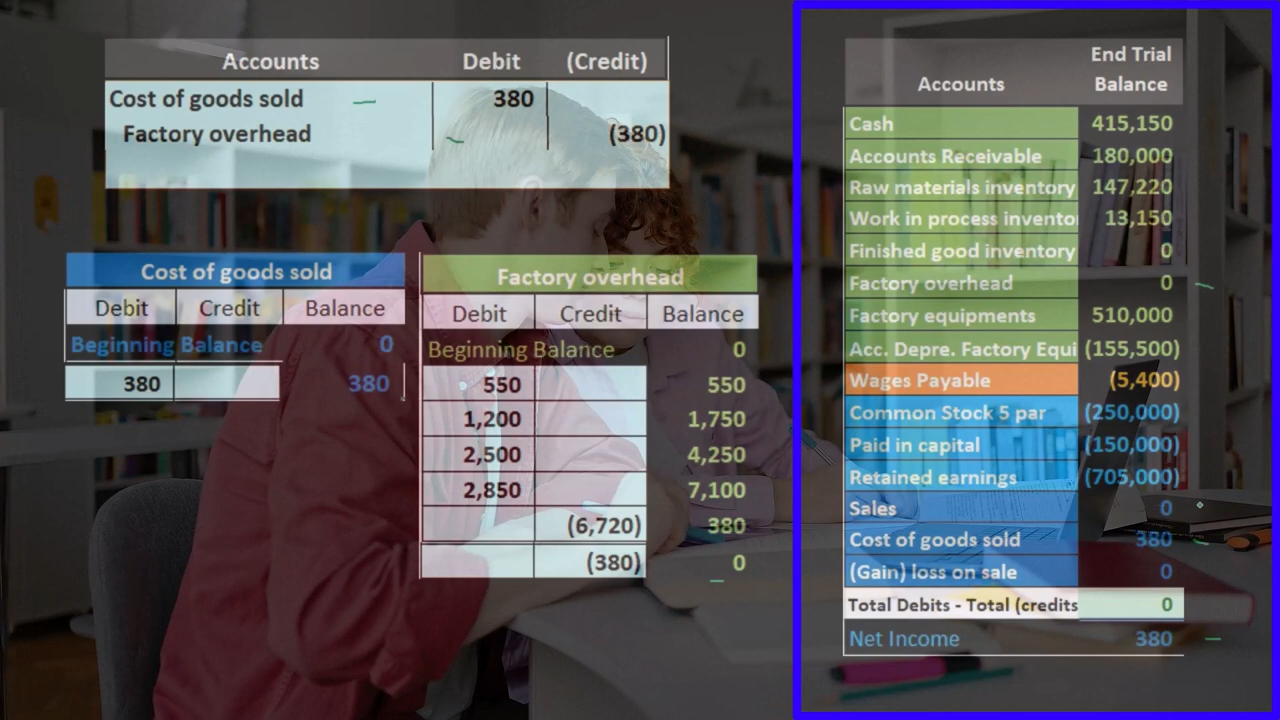 Accounts Debit (Credit)
Cost of goods sold 380
Factory overhead (380)
Cost of goods sold
Debit Credit Balance
Beginning Balance 0
380 380
Factory overhead
Debit Credit Balance
Beginning Balance 0
550 550
1,200 1,750
2,500 4,250
2,850 7,100
(6,720) 380
(380) 0
End Trial
Accounts Balance
Cash 415,150
Accounts Receivable 180,000
Raw materials inventory 147,220
Work in process invento 13,150
Finished good inventory 0
Factory overhead 0
Factory equipments 510,000
Acc. Depre. Factory Equi (155,500)
Wages Payable (5,400)
Common Stock 5 par (250,000)
Paid in capital (150,000)
Retained earnings (705,000)
Sales 0
Cost of goods sold 380
(Gain) loss on sale 0
Total Debits - Total (credits 0
Net Income 380